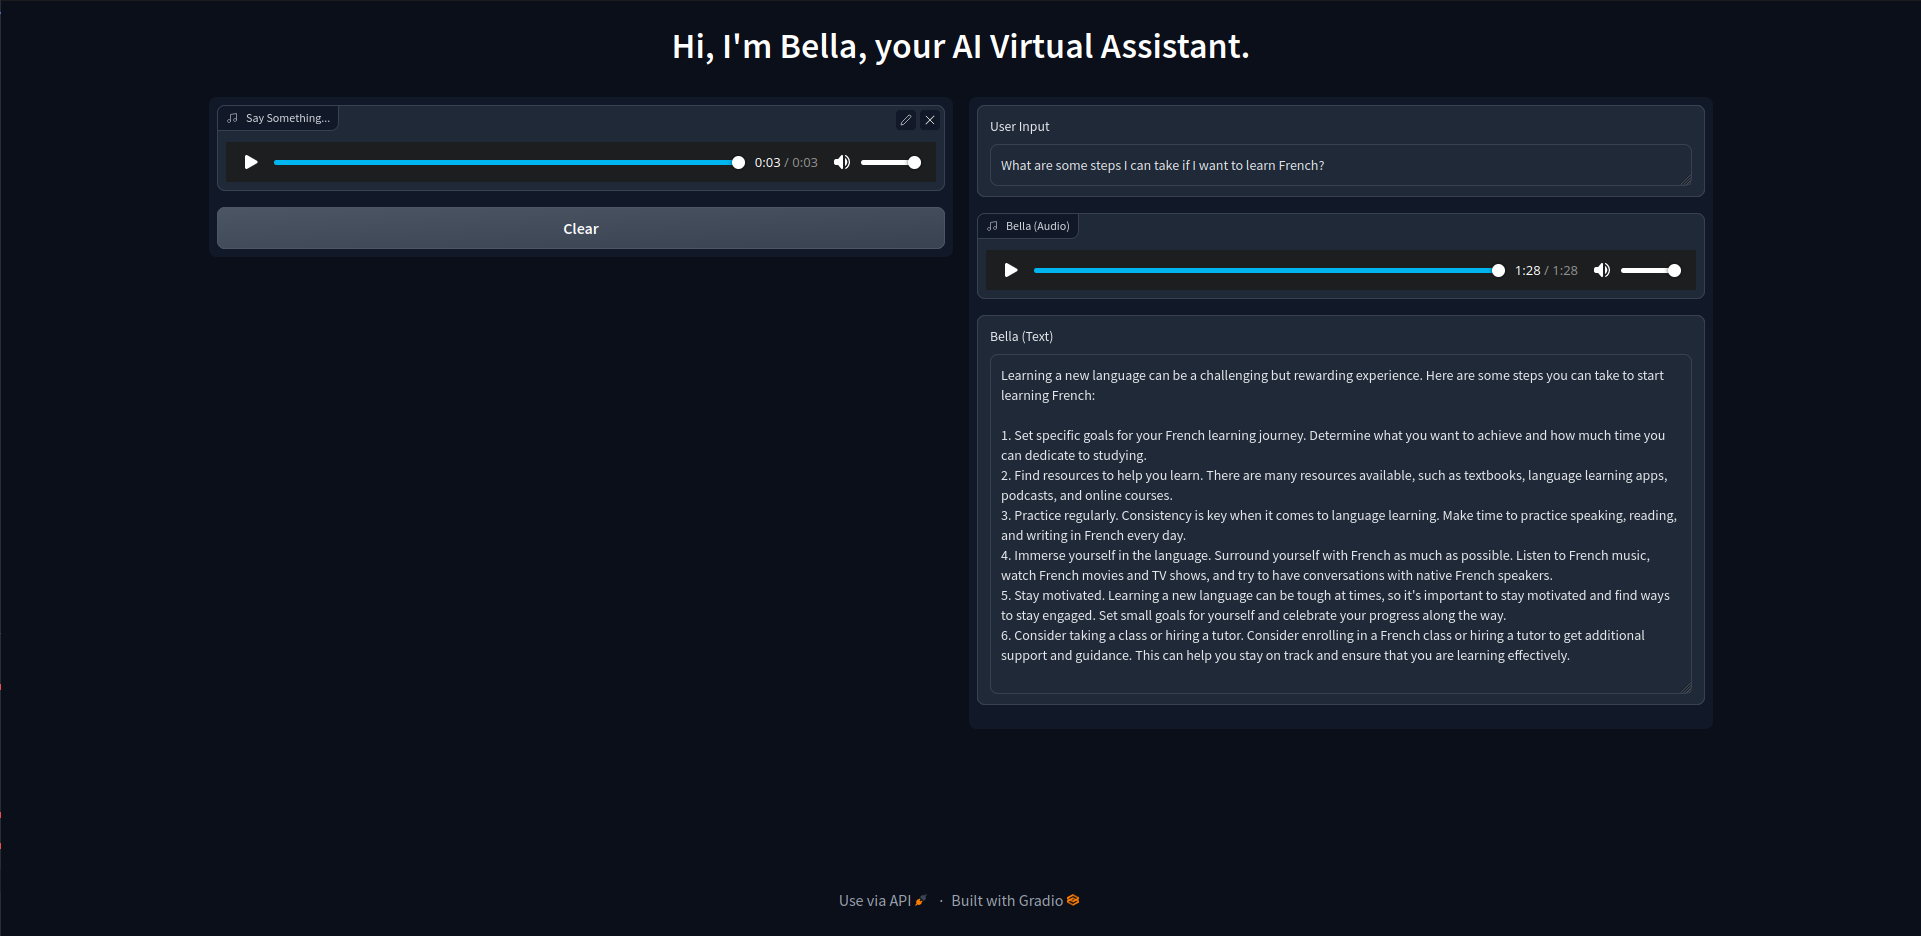 Hi, I'm Bella, your AI Virtual Assistant.
Say Something...
0:03 / 0:03
Clear
User Input
What are some steps I can take if I want to learn French?
Bella (Audio)
1:28 / 1:28
Bella (Text)
Learning a new language can be a challenging but rewarding experience. Here are some steps you can take to start
learning French:
1. Set specific goals for your French learning journey. Determine what you want to achieve and how much time you
can dedicate to studying.
2. Find resources to help you learn. There are many resources available, such as textbooks, language learning apps,
podcasts, and online courses.
3. Practice regularly. Consistency is key when it comes to language learning. Make time to practice speaking, reading,
and writing in French every day.
4. Immerse yourself in the language. Surround yourself with French as much as possible. Listen to French music,
watch French movies and TV shows, and try to have conversations with native French speakers.
5. Stay motivated. Learning a new language can be tough at times, so it's important to stay motivated and find ways
to stay engaged. Set small goals for yourself and celebrate your progress along the way.
6. Consider taking a class or hiring a tutor. Consider enrolling in a French class or hiring a tutor to get additional
support and guidance. This can help you stay on track and ensure that you are learning effectively.
Use via API · Built with Gradio